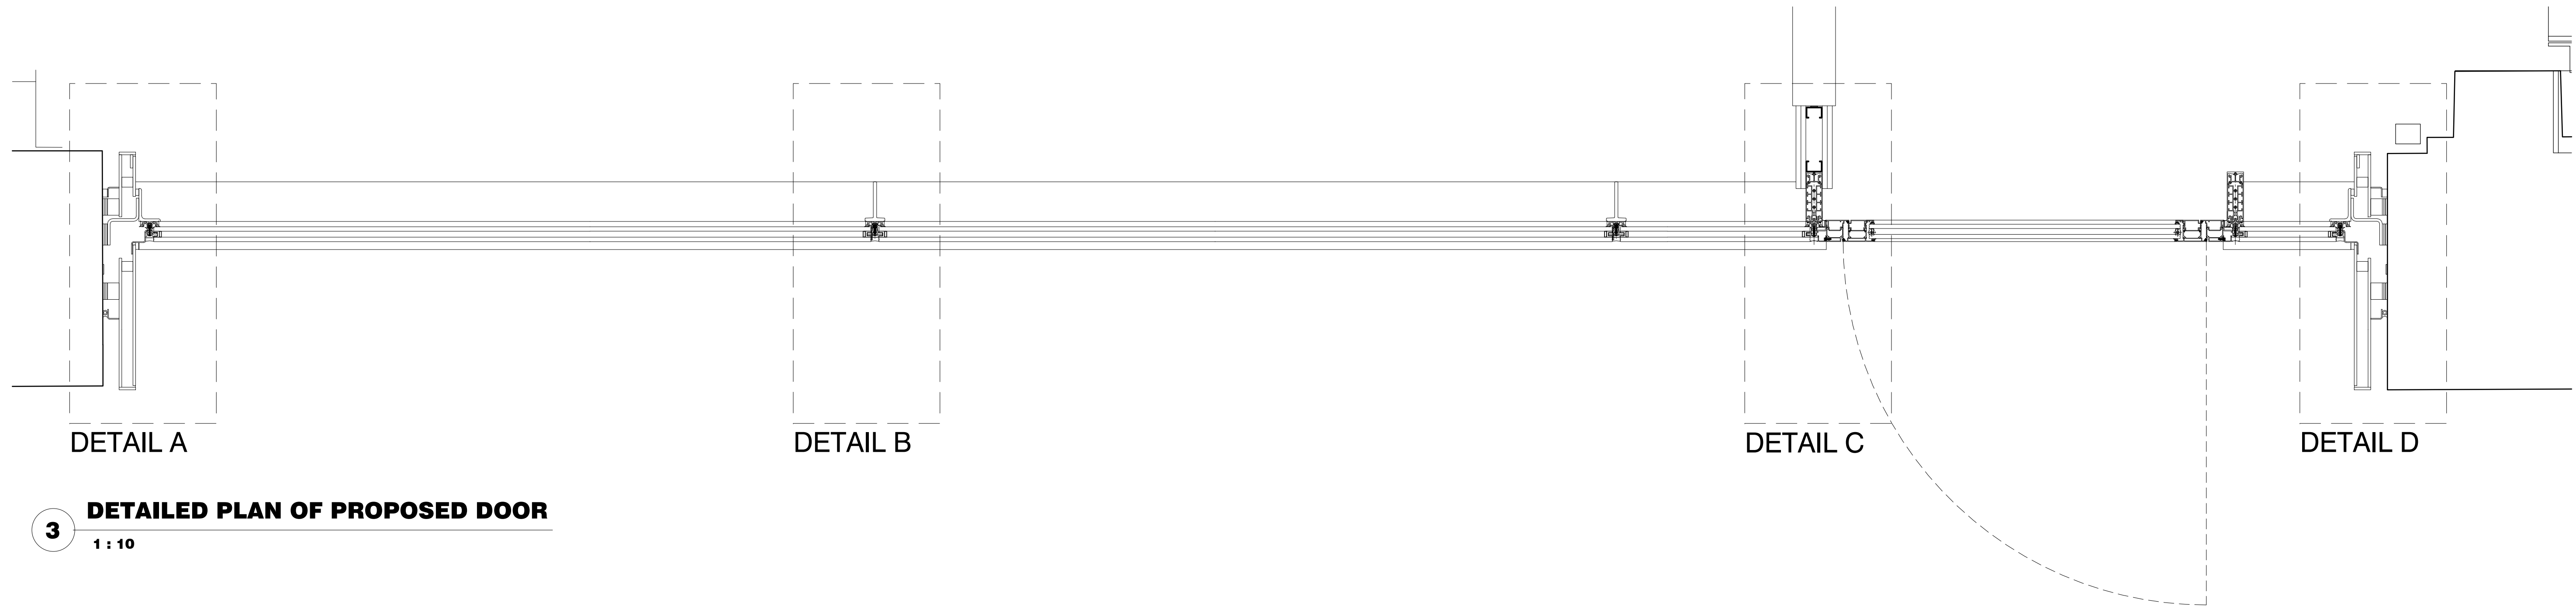 DETAIL A
DETAIL B
DETAIL C
DETAIL D
3
DETAILED PLAN OF PROPOSED DOOR
1 : 10